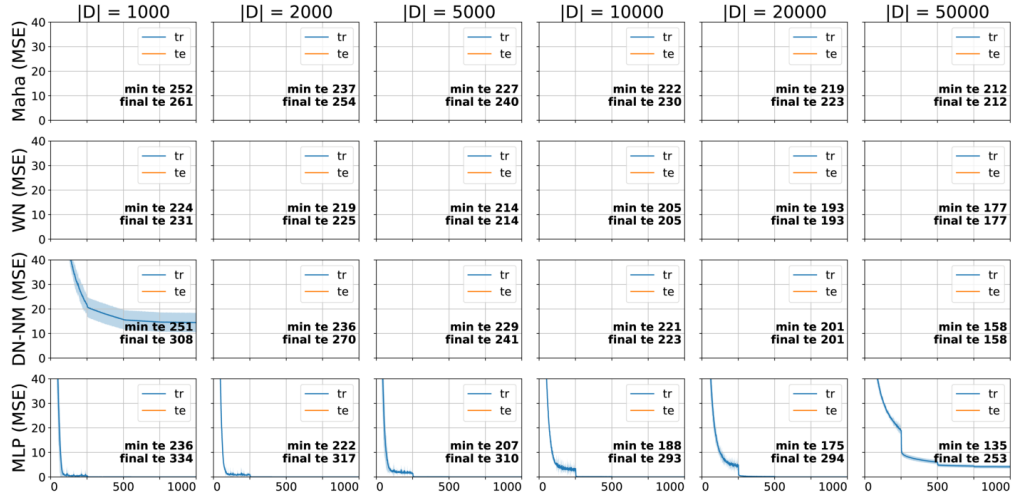 |D| = 1000 |D| = 2000 |D| = 5000 |D| = 10000 |D| = 20000 |D| = 50000
Maha (MSE)
40 30 20 10 0
tr te tr te tr te tr te tr te tr te
min te 252 min te 237 min te 227 min te 222 min te 219 min te 212
final te 261 final te 254 final te 240 final te 230 final te 223 final te 212
WN (MSE)
40 30 20 10 0
tr te tr te tr te tr te tr te tr te
min te 224 min te 219 min te 214 min te 205 min te 193 min te 177
final te 231 final te 225 final te 214 final te 205 final te 193 final te 177
DN-NM (MSE)
40 30 20 10 0
tr te tr te tr te tr te tr te tr te
min te 251 min te 236 min te 229 min te 221 min te 201 min te 158
final te 308 final te 270 final te 241 final te 223 final te 201 final te 158
MLP (MSE)
40 30 20 10 0
tr te tr te tr te tr te tr te tr te
min te 236 min te 222 min te 207 min te 188 min te 175 min te 135
final te 334 final te 317 final te 310 final te 293 final te 294 final te 253
0 500 1000 0 500 1000 0 500 1000 0 500 1000 0 500 1000 0 500 1000